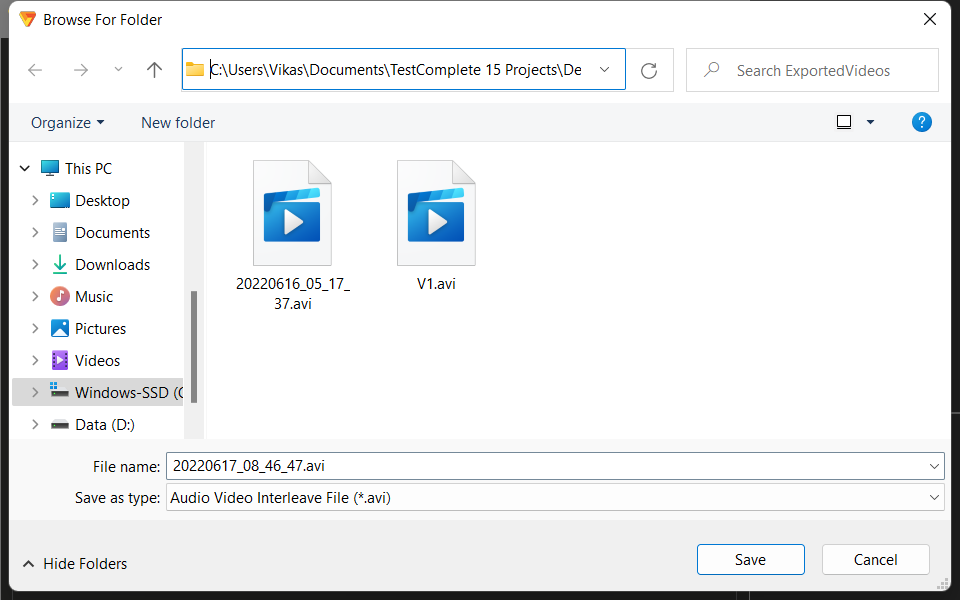 Browse For Folder
C:\Users\Vikas\Documents\TestComplete 15 Projects\De
Search ExportedVideos
Organize
New folder
?
This PC
Desktop
Documents
Downloads
Music
Pictures
Videos
Windows-SSD (C
Data (D:)
20220616_05_17_
37.avi
V1.avi
File name: 20220617_08_46_47.avi
Save as type: Audio Video Interleave File (*.avi)
Hide Folders
Save
Cancel